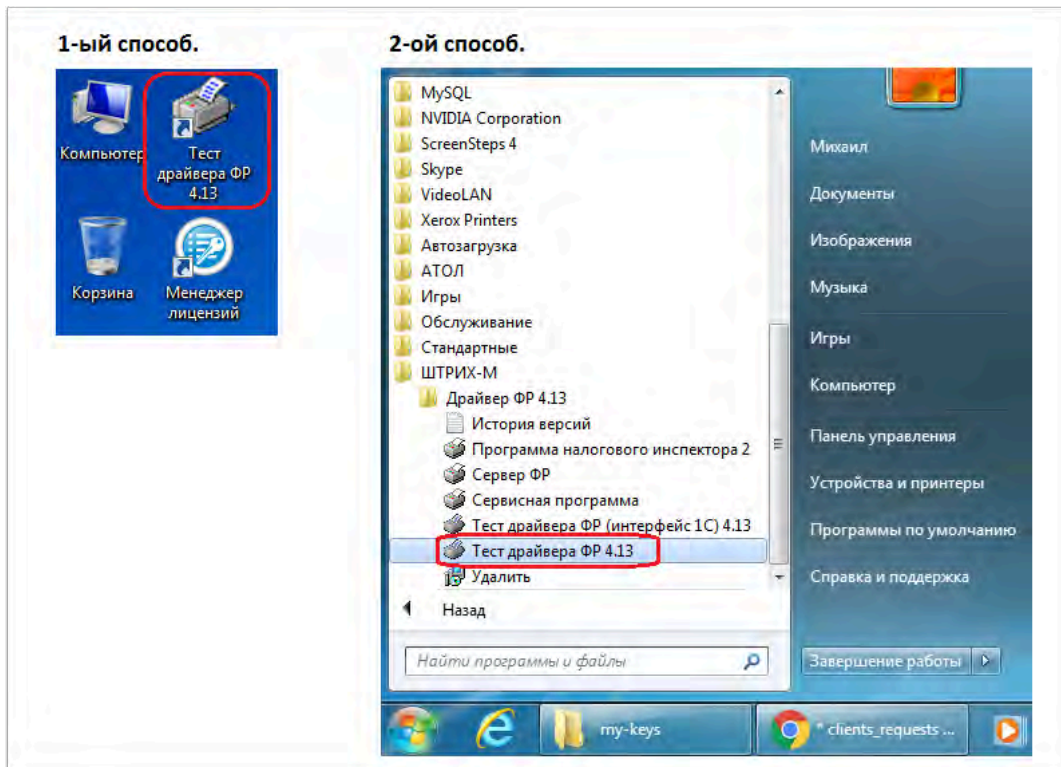 1-ый способ.
2-ой способ.
Компьютер
Тест
драйвера ФР
4.13
Корзина
Менеджер
лицензий
MySQL
NVIDIA Corporation
ScreenSteps 4
Skype
VideoLAN
Xerox Printers
Автозагрузка
АТОЛ
Игры
Обслуживание
Стандартные
ШТРИХ-М
Драйвер ФР 4.13
История версий
Программа налогового инспектора 2
Сервер ФР
Сервисная программа
Тест драйвера ФР (интерфейс 1С) 4.13
Тест драйвера ФР 4.13
Удалить
Назад
Найти программы и файлы
Михаил
Документы
Изображения
Музыка
Игры
Компьютер
Панель управления
Устройства и принтеры
Программы по умолчанию
Справка и поддержка
Завершение работы
my-keys
* clients_requests ...